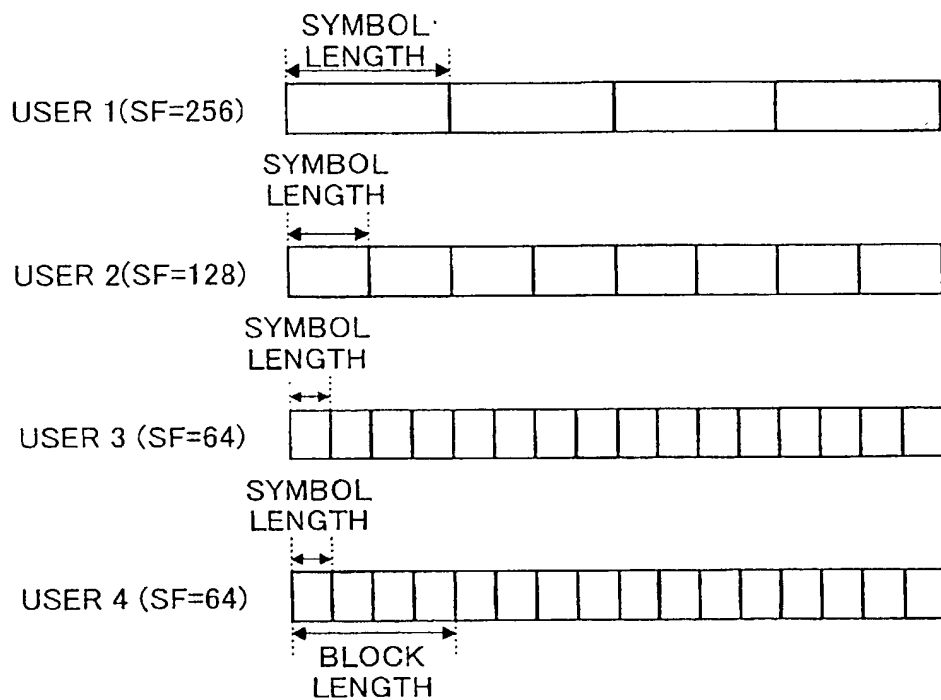 SYMBOL
LENGTH
USER 1(SF=256)
SYMBOL
LENGTH
USER 2(SF=128)
SYMBOL
LENGTH
USER 3 (SF=64)
SYMBOL
LENGTH
USER 4 (SF=64)
BLOCK
LENGTH